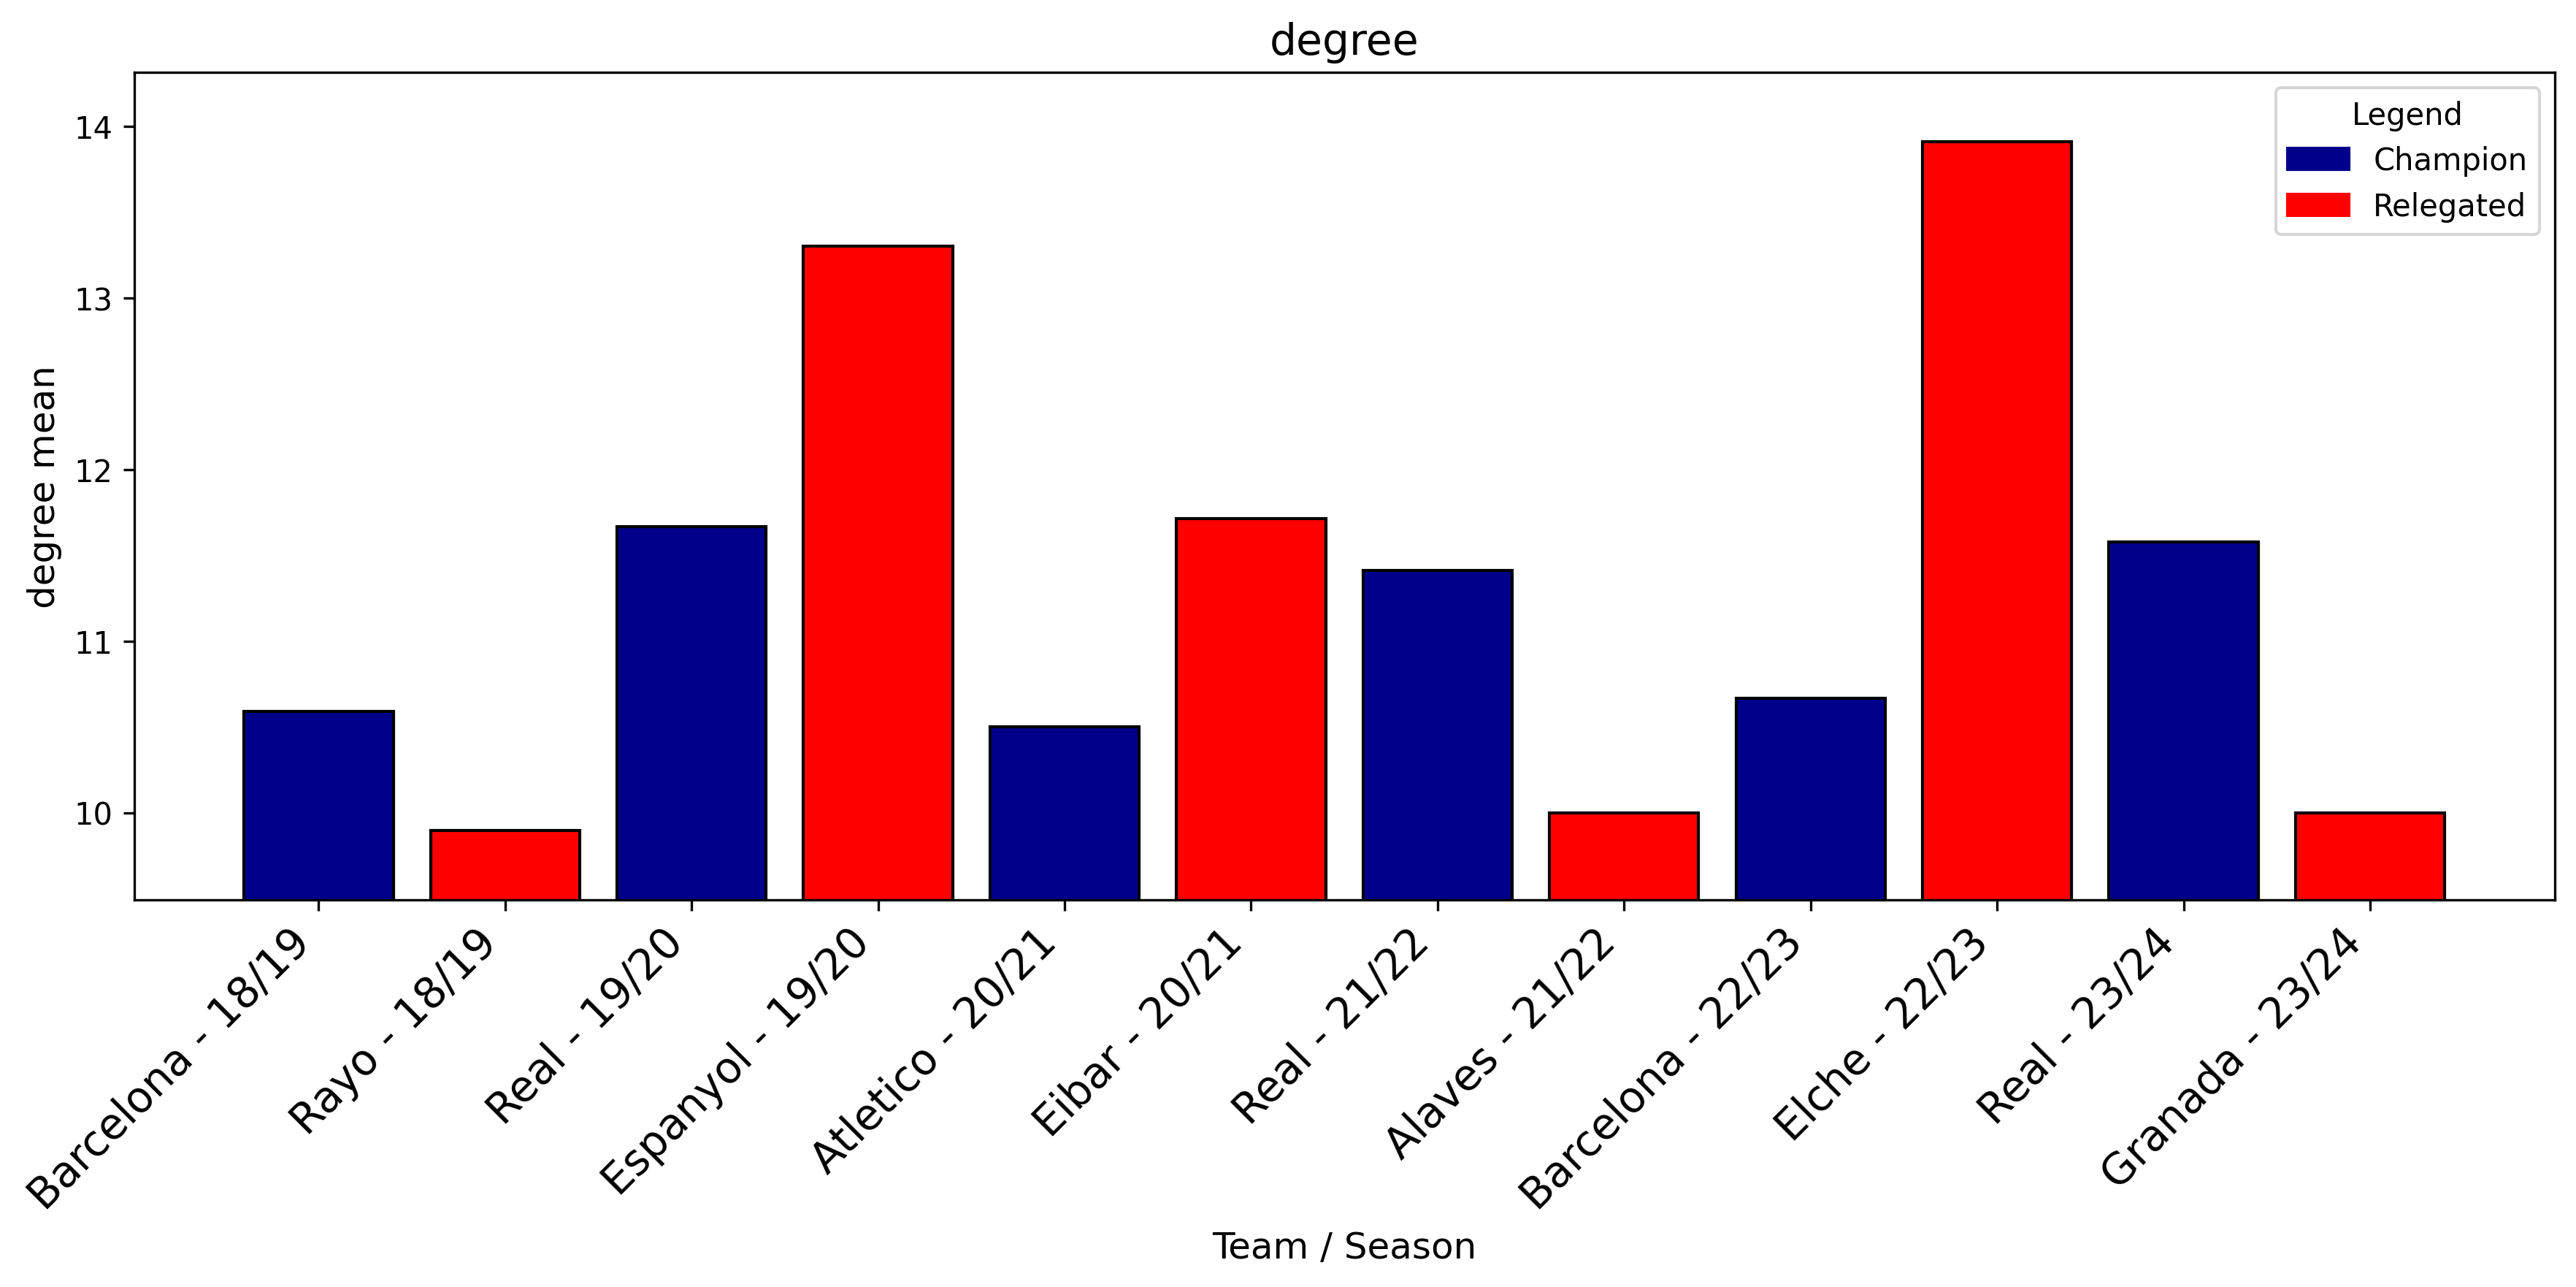 degree
14
13
12
11
10
degree mean
Legend
Champion
Relegated
Barcelona - 18/19
Rayo - 18/19
Real - 19/20
Espanyol - 19/20
Atletico - 20/21
Eibar - 20/21
Real - 21/22
Alaves - 21/22
Barcelona - 22/23
Elche - 22/23
Real - 23/24
Granada - 23/24
Team / Season